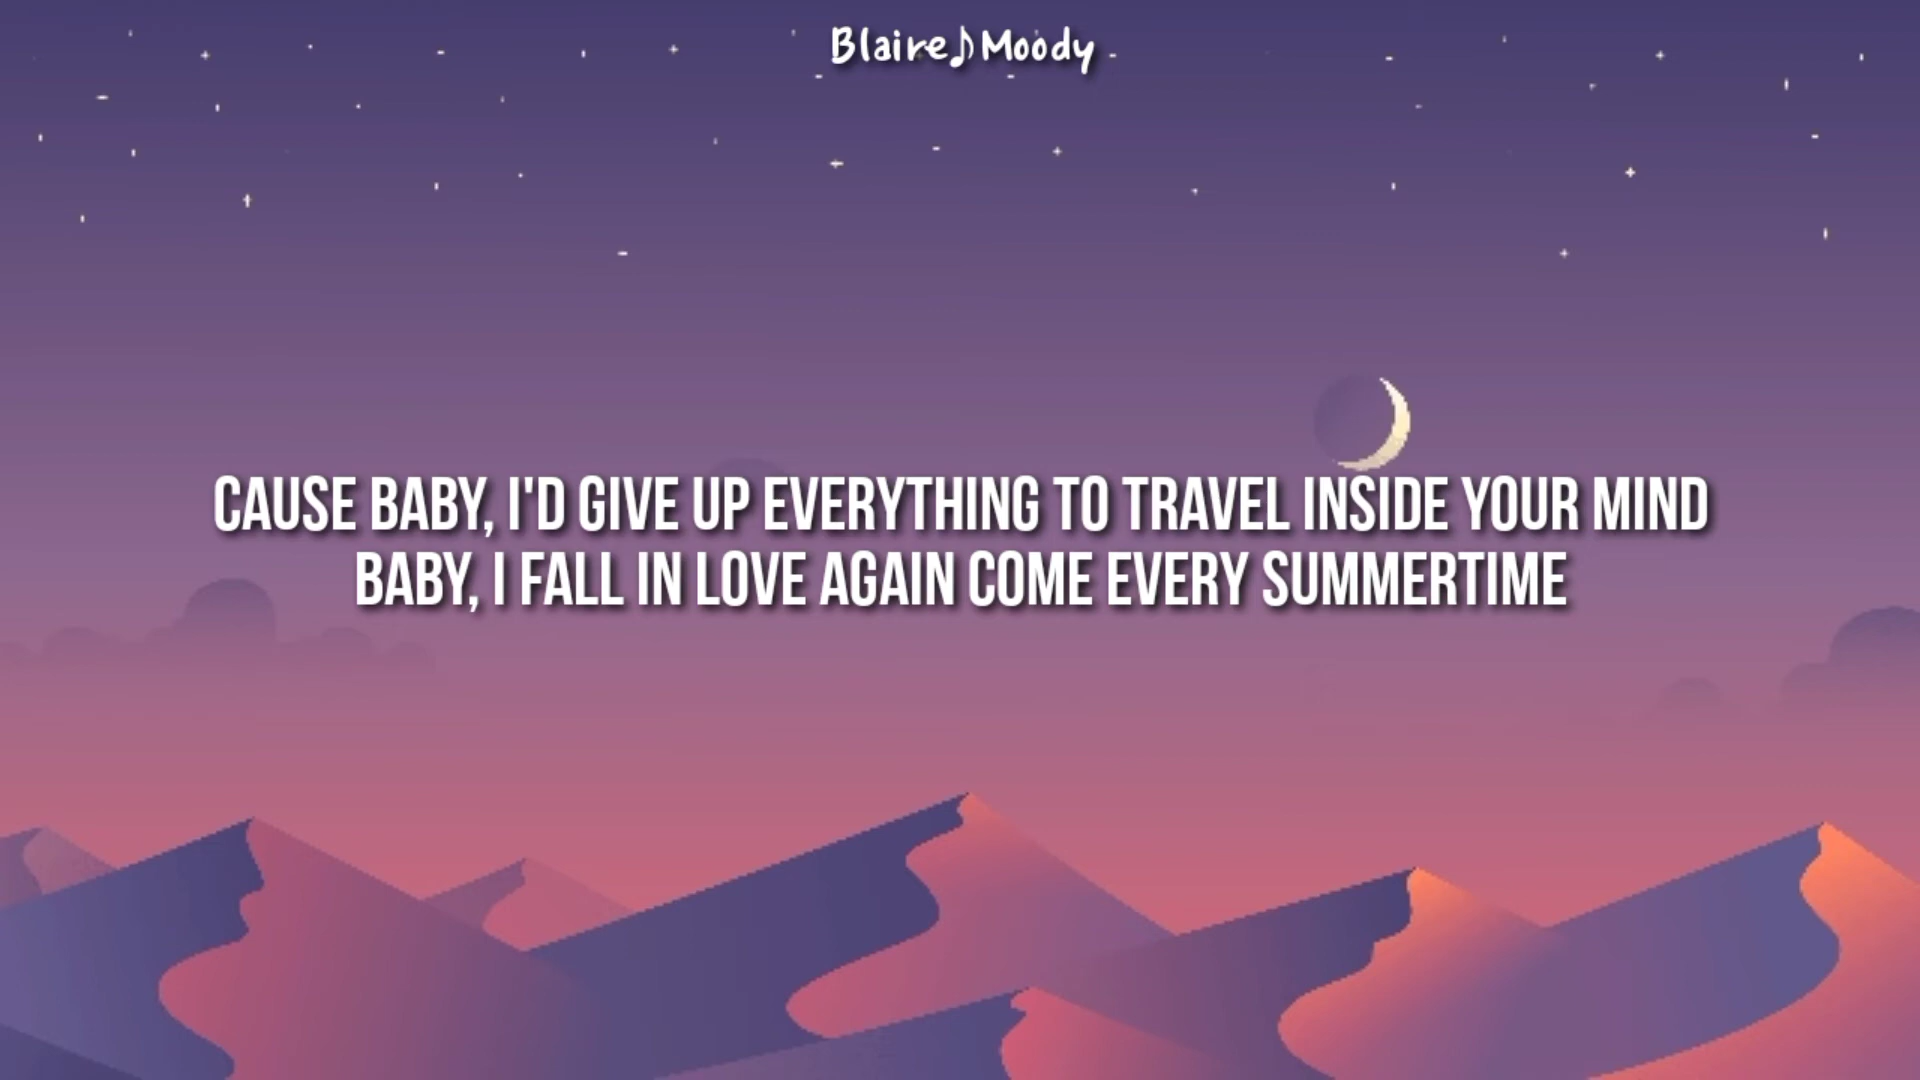 Blaire♪Moody
CAUSE BABY, I'D GIVE UP EVERYTHING TO TRAVEL INSIDE YOUR MIND
BABY, I FALL IN LOVE AGAIN COME EVERY SUMMERTIME